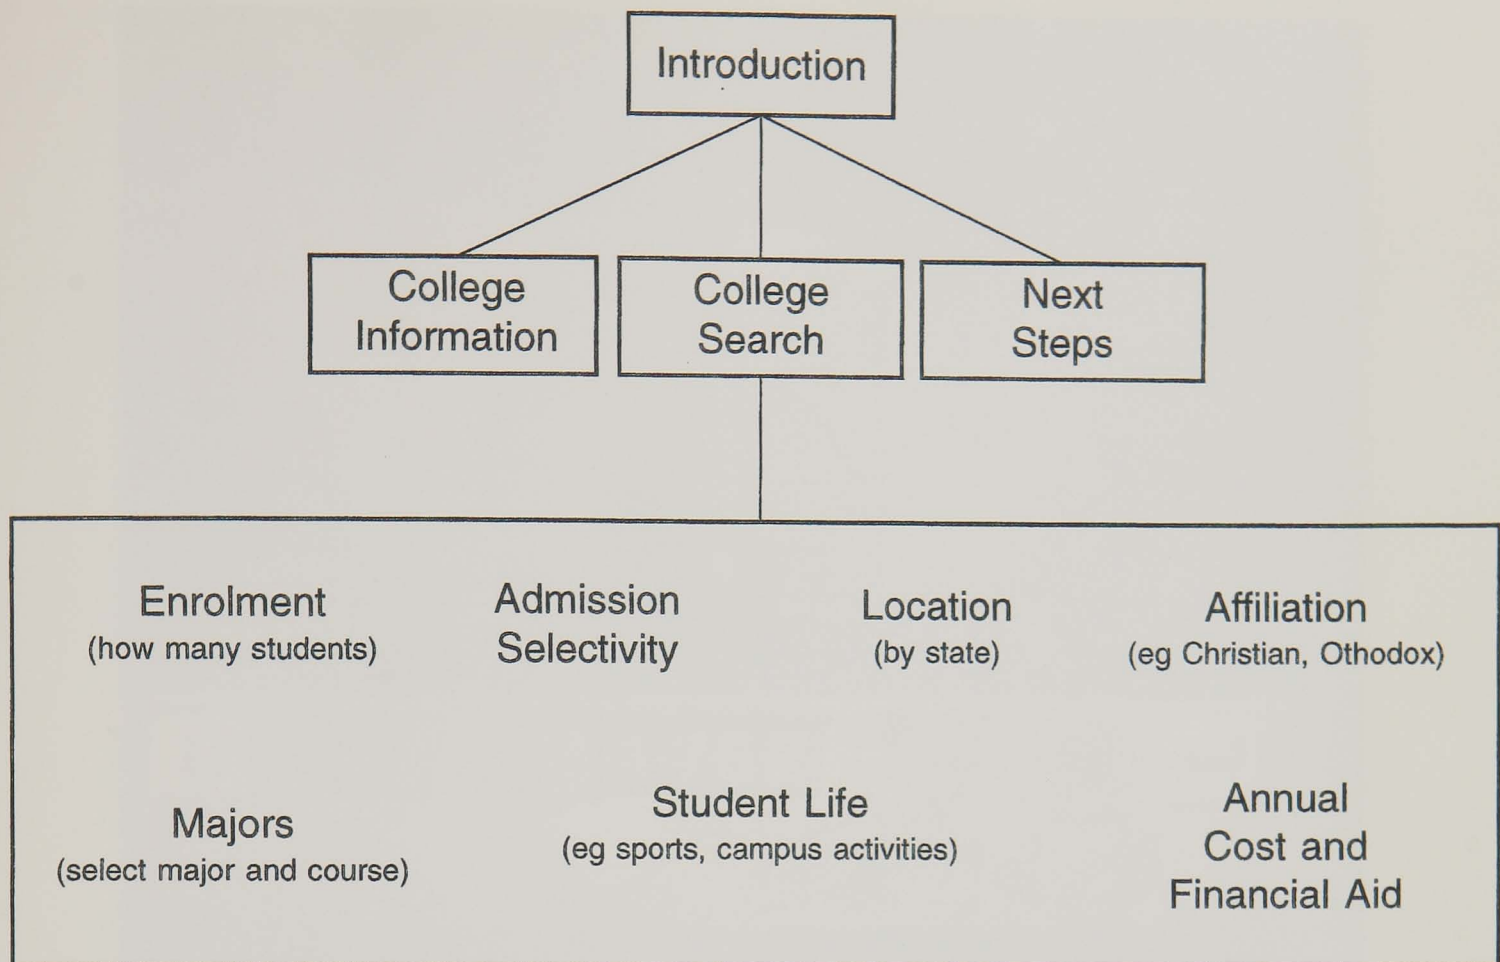 Introduction
College
Information
College
Search
Next
Steps
Enrolment
(how many students)
Admission
Selectivity
Location
(by state)
Affiliation
(eg Christian, Othodox)
Majors
(select major and course)
Student Life
(eg sports, campus activities)
Annual
Cost and
Financial Aid